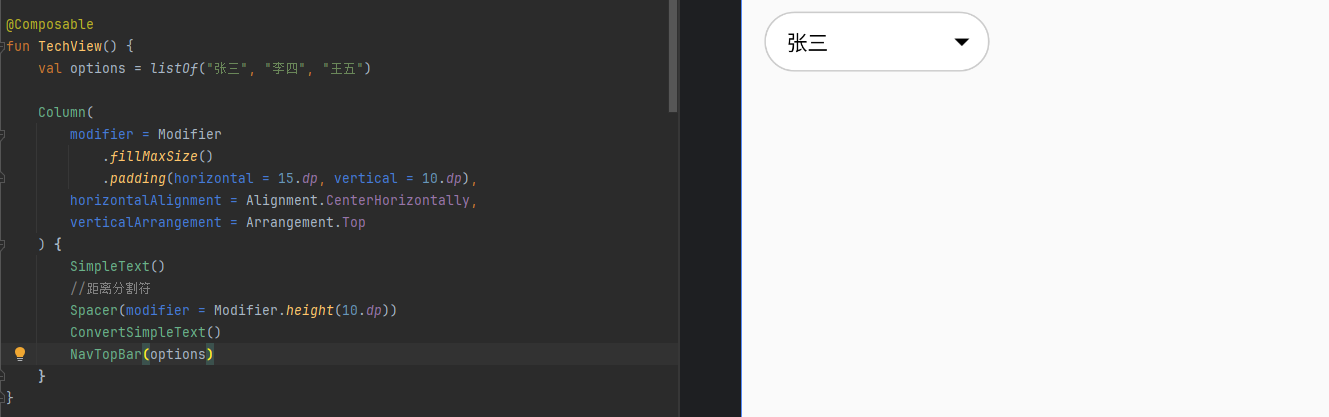 @Composable
fun TechView() {
    val options = listOf("张三", "李四", "王五")
    Column(
        modifier = Modifier
            .fillMaxSize()
            .padding(horizontal = 15.dp, vertical = 10.dp),
        horizontalAlignment = Alignment.CenterHorizontally,
        verticalArrangement = Arrangement.Top
    ) {
        SimpleText()
        //距离分割符
        Spacer(modifier = Modifier.height(10.dp))
        ConvertSimpleText()
        NavTopBar(options)
    }
}
张三